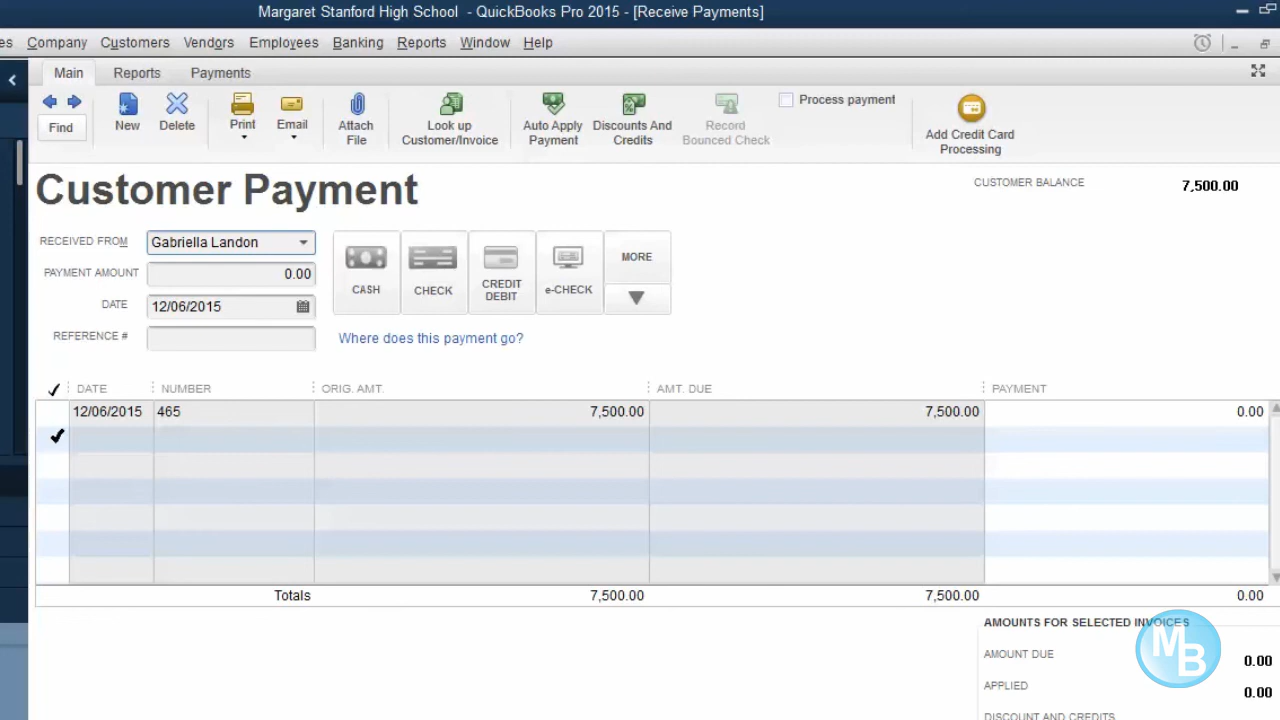 Margaret Stanford High School - QuickBooks Pro 2015 - [Receive Payments]
es Company Customers Vendors Employees Banking Reports Window Help
Main Reports Payments
Find New Delete Print Email Attach File Look up Customer/Invoice Auto Apply Payment Discounts And Credits Record Bounced Check Process payment Add Credit Card Processing
Customer Payment
CUSTOMER BALANCE 7,500.00
RECEIVED FROM Gabriella Landon
PAYMENT AMOUNT 0.00
DATE 12/06/2015
REFERENCE #
CASH CHECK CREDIT DEBIT e-CHECK MORE
Where does this payment go?
DATE NUMBER ORIG. AMT. AMT. DUE PAYMENT
12/06/2015 465 7,500.00 7,500.00 0.00
Totals 7,500.00 7,500.00 0.00
AMOUNTS FOR SELECTED INVOICES
AMOUNT DUE 0.00
APPLIED 0.00
DISCOUNT AND CREDITS
MB